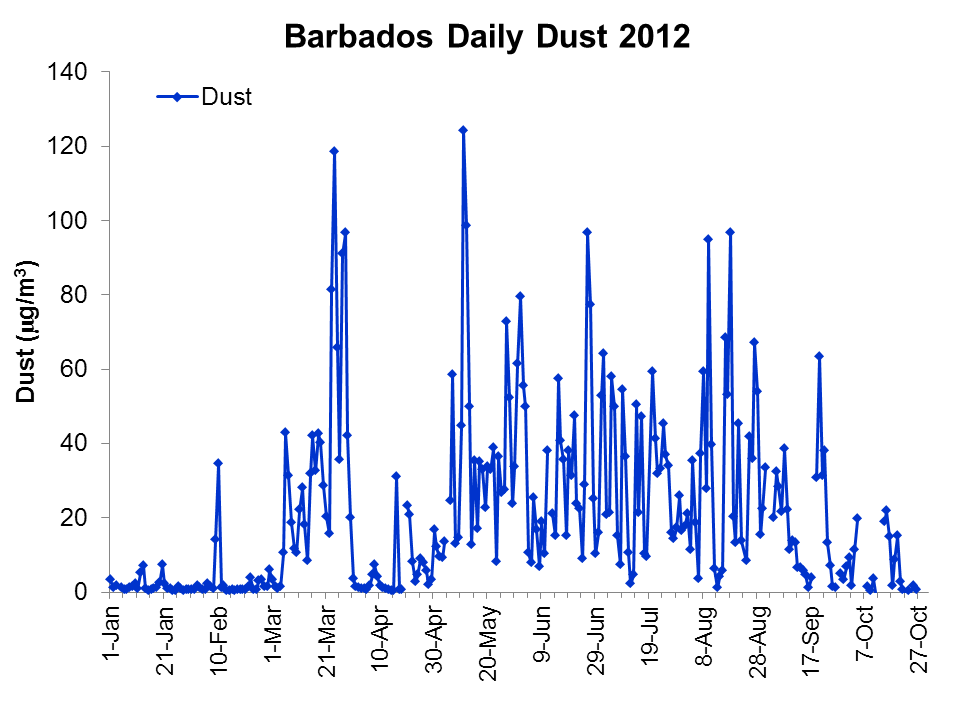 Barbados Daily Dust 2012
Dust
Dust (µg/m³)
140
120
100
80
60
40
20
0
1-Jan
21-Jan
10-Feb
1-Mar
21-Mar
10-Apr
30-Apr
20-May
9-Jun
29-Jun
19-Jul
8-Aug
28-Aug
17-Sep
7-Oct
27-Oct